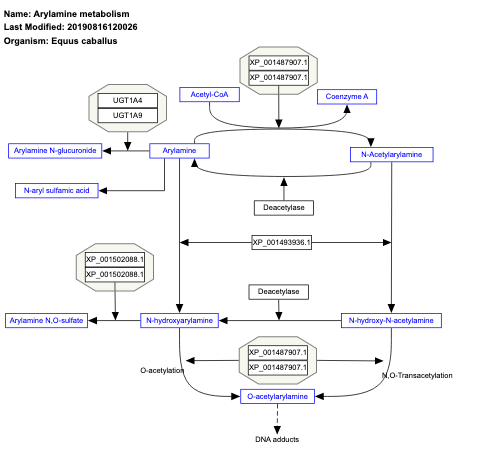 Name: Arylamine metabolism
Last Modified: 20190816120026
Organism: Equus caballus
XP_001487907.1
XP_001487907.1
Acetyl-CoA
Coenzyme A
UGT1A4
UGT1A9
Arylamine N-glucuronide
Arylamine
N-Acetylarylamine
N-aryl sulfamic acid
Deacetylase
XP_001493936.1
XP_001502088.1
XP_001502088.1
Deacetylase
Arylamine N,O-sulfate
N-hydroxyarylamine
N-hydroxy-N-acetylamine
XP_001487907.1
XP_001487907.1
O-acetylation
N,O-Transacetylation
O-acetylarylamine
DNA adducts